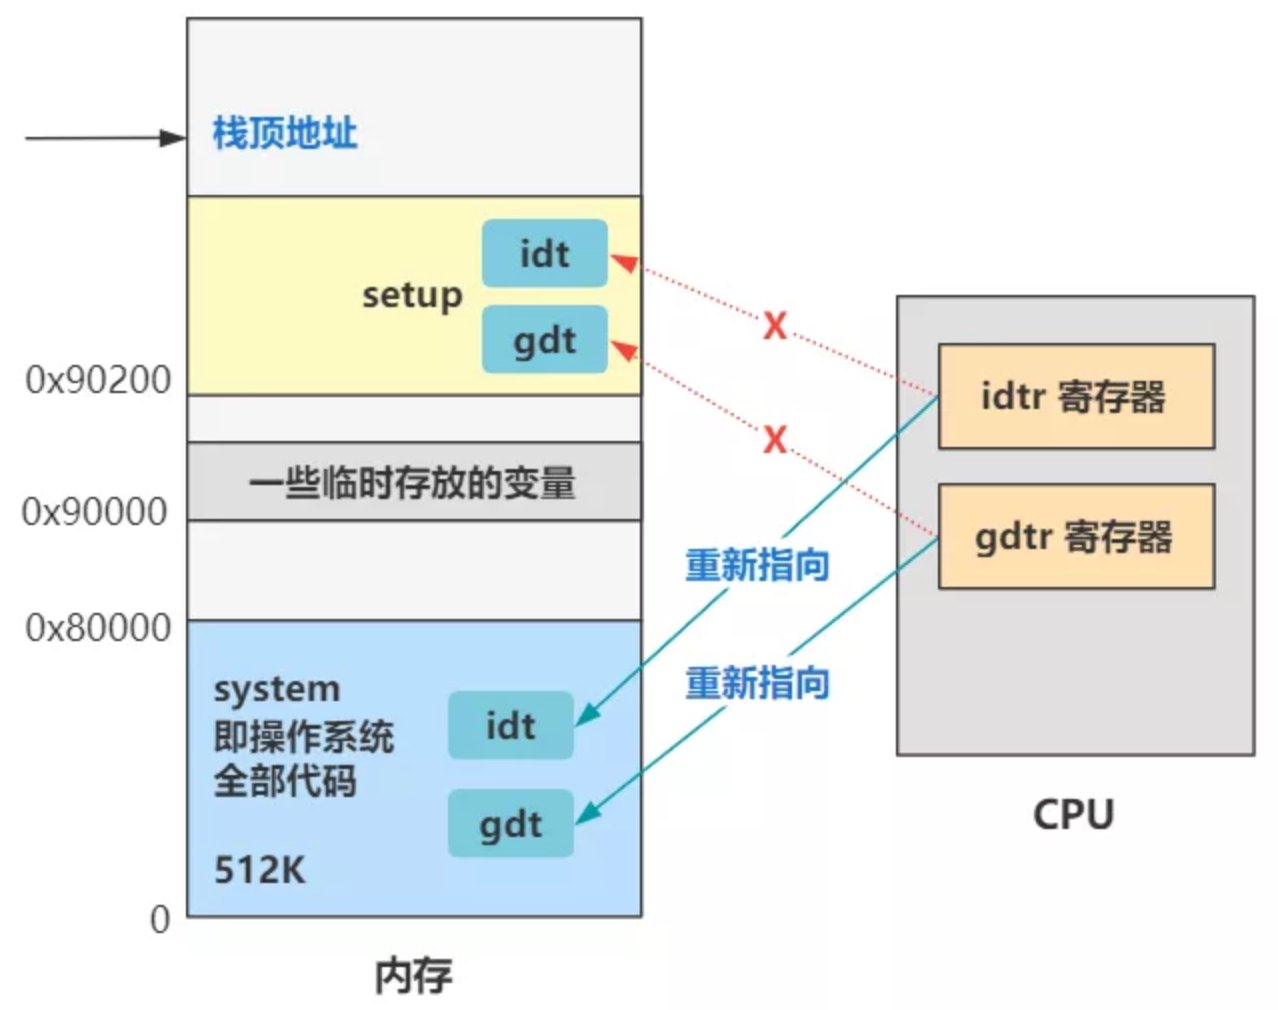 栈顶地址
idt
setup
gdt
0x90200
一些临时存放的变量
0x90000
0x80000
system
即操作系统
全部代码
idt
gdt
512K
0
内存
X
X
重新指向
重新指向
idtr 寄存器
gdtr 寄存器
CPU